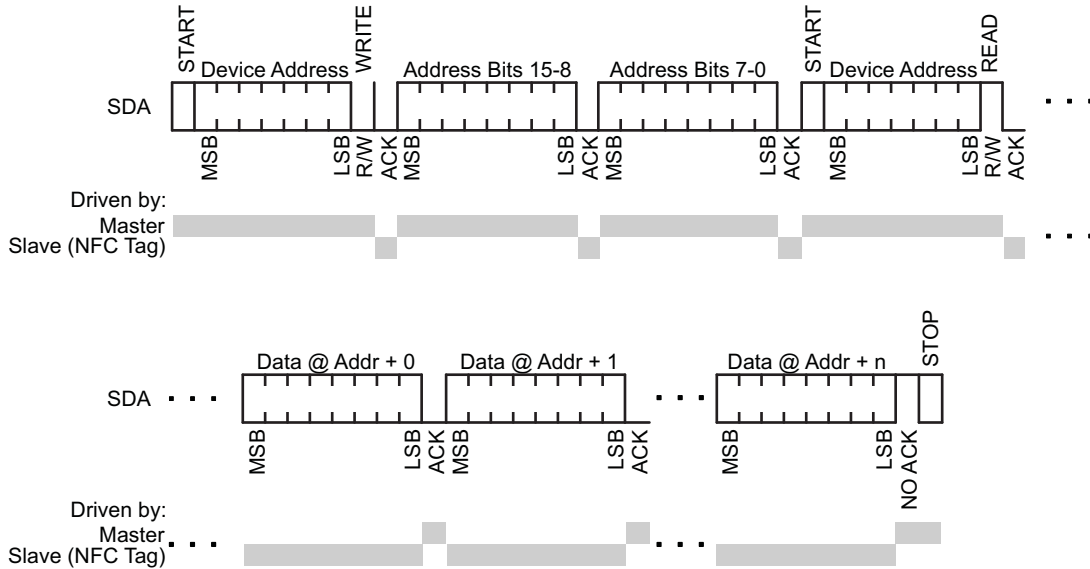 START WRITE START READ
Device Address Address Bits 15-8 Address Bits 7-0 Device Address
SDA . . .
MSB LSB R/W ACK MSB LSB ACK MSB LSB ACK MSB LSB R/W ACK
Driven by:
Master
Slave (NFC Tag) . . .
STOP
Data @ Addr + 0 Data @ Addr + 1 Data @ Addr + n
SDA . . . . . .
MSB LSB ACK MSB LSB ACK MSB LSB NO ACK
Driven by:
Master
Slave (NFC Tag) . . . . . .